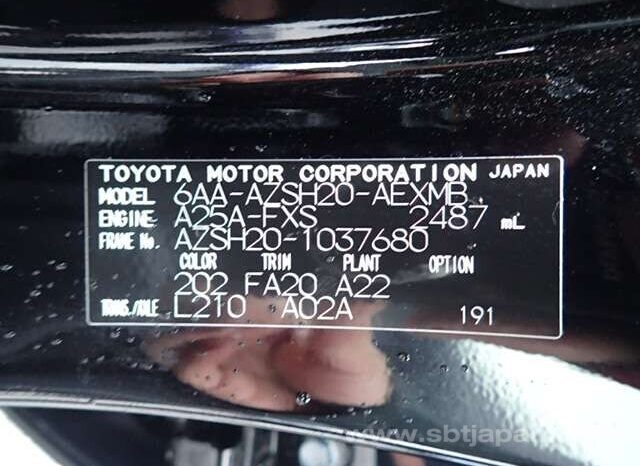 TOYOTA MOTOR CORPORATION JAPAN
MODEL 6AA-AZSH20-AEXMB
ENGINE A25A-FXS 2487 mL
FRAME No. AZSH20-1037680
COLOR TRIM PLANT OPTION
202 FA20 A22
TRANS./AXLE L210 A02A 191
www.sbtjapan